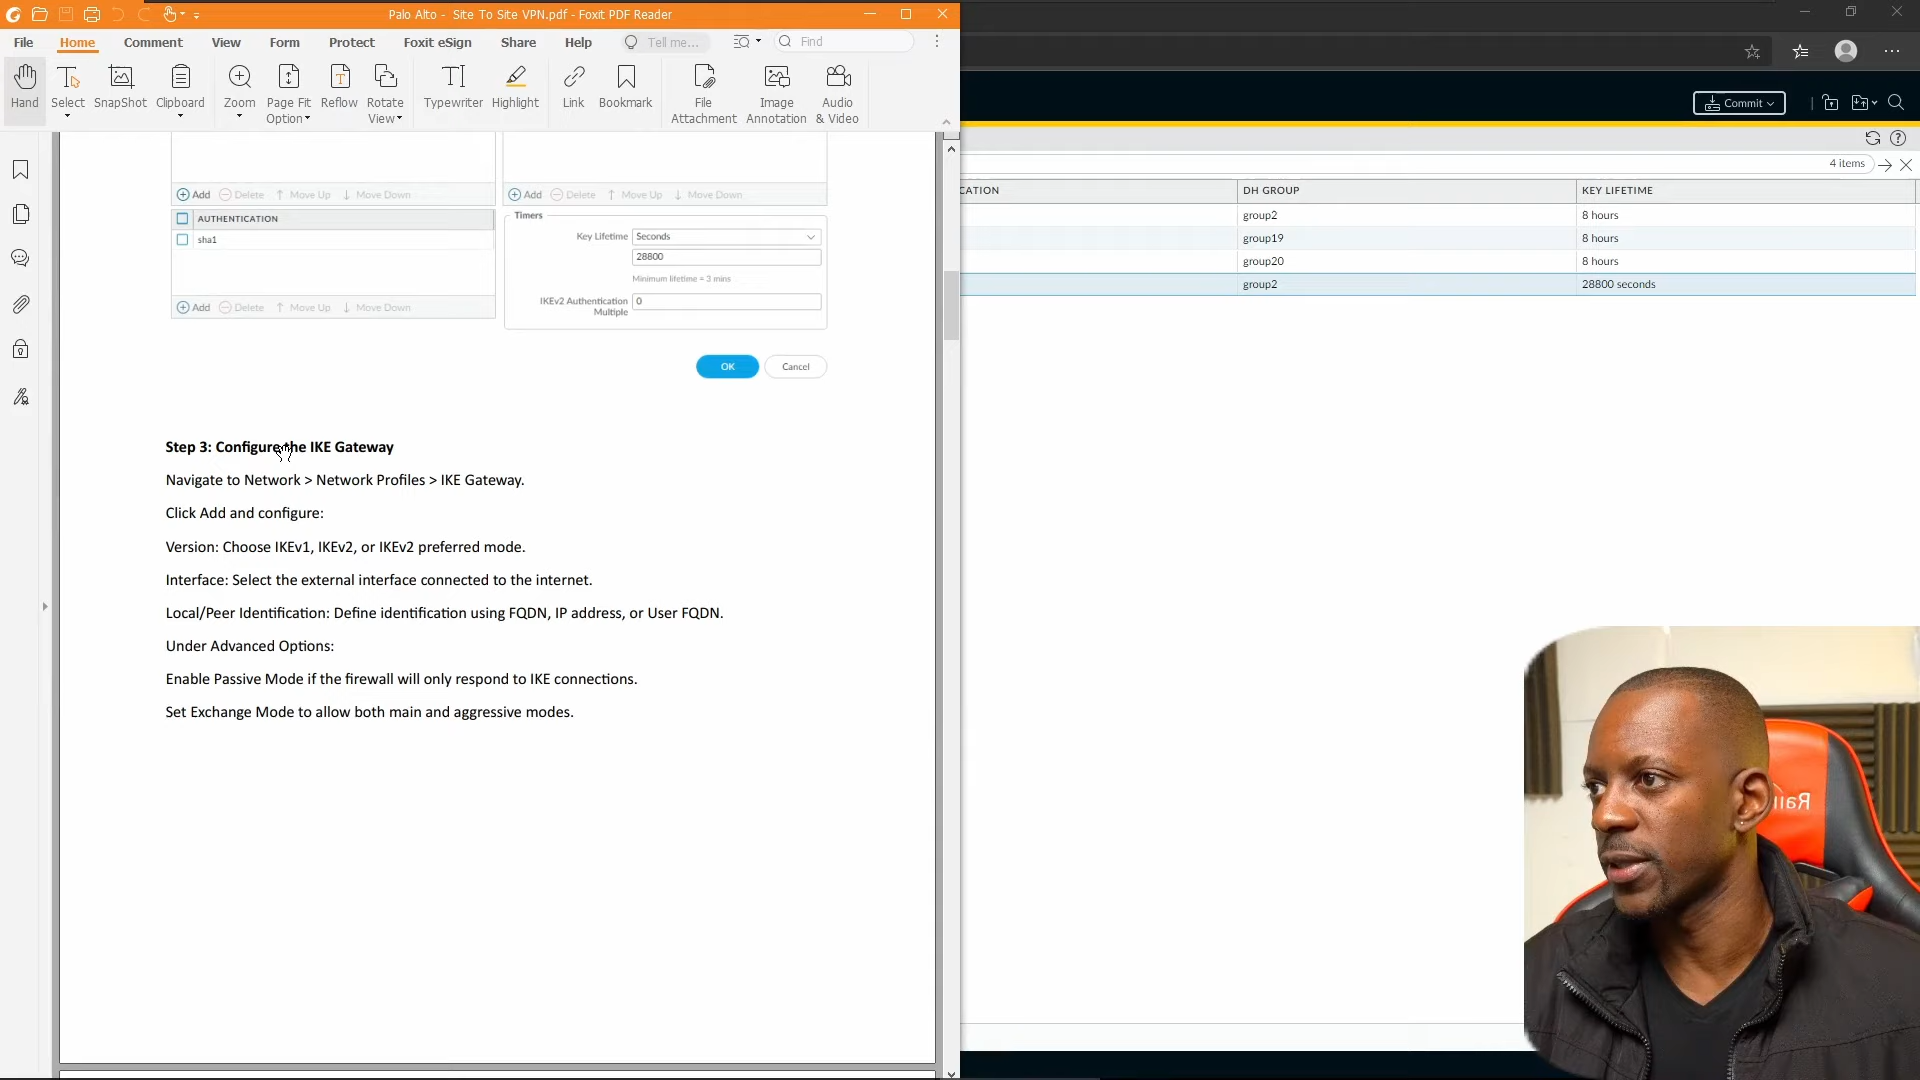 Palo Alto - Site To Site VPN.pdf - Foxit PDF Reader
File Home Comment View Form Protect Foxit eSign Share Help Tell me... Find
Hand Select SnapShot Clipboard Zoom Page Fit Option Reflow Rotate View Typewriter Highlight Link Bookmark File Attachment Image Annotation Audio & Video
Commit
4 items
CATION DH GROUP KEY LIFETIME
group2 8 hours
group19 8 hours
group20 8 hours
group2 28800 seconds
Add Delete Move Up Move Down Add Delete Move Up Move Down
AUTHENTICATION
sha1
Add Delete Move Up Move Down
Timers
Key Lifetime Seconds
28800
Minimum lifetime = 3 mins
IKEv2 Authentication Multiple 0
OK Cancel
Step 3: Configure the IKE Gateway
Navigate to Network > Network Profiles > IKE Gateway.
Click Add and configure:
Version: Choose IKEv1, IKEv2, or IKEv2 preferred mode.
Interface: Select the external interface connected to the internet.
Local/Peer Identification: Define identification using FQDN, IP address, or User FQDN.
Under Advanced Options:
Enable Passive Mode if the firewall will only respond to IKE connections.
Set Exchange Mode to allow both main and aggressive modes.